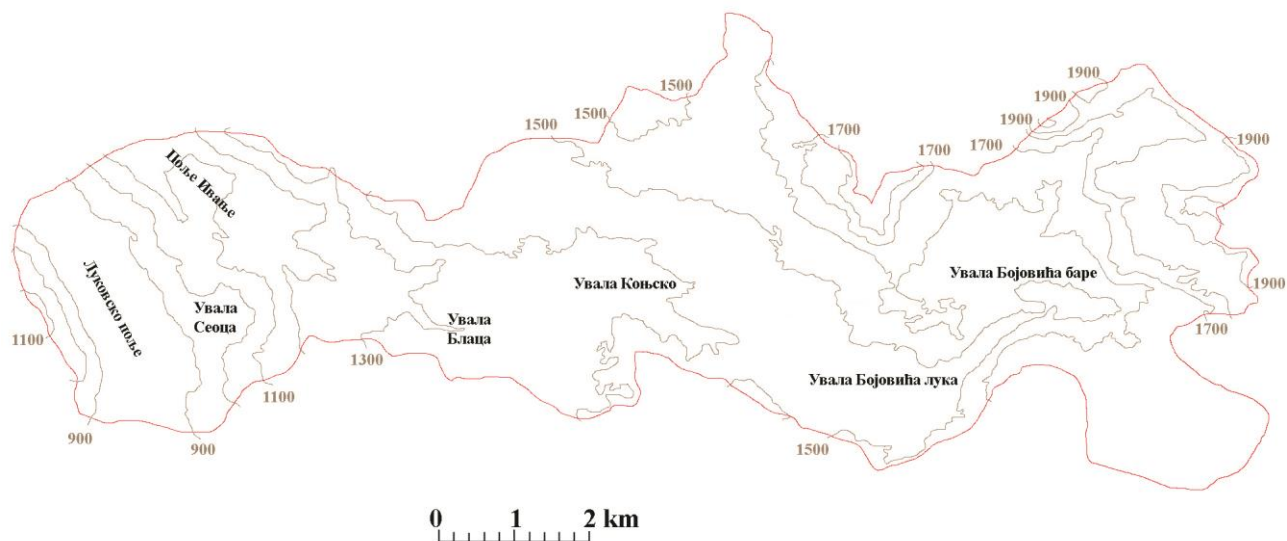 1900
1900
1500
1500
1500
1900
1700
1700
1700
1900
Поље Ивање
Луковско поље
Увала
Сеоца
Увала Коњско
Увала Бојовића баре
1900
Увала
Блаца
1700
1100
1300
Увала Бојовића лука
1100
900
900
1500
0 1 2 km